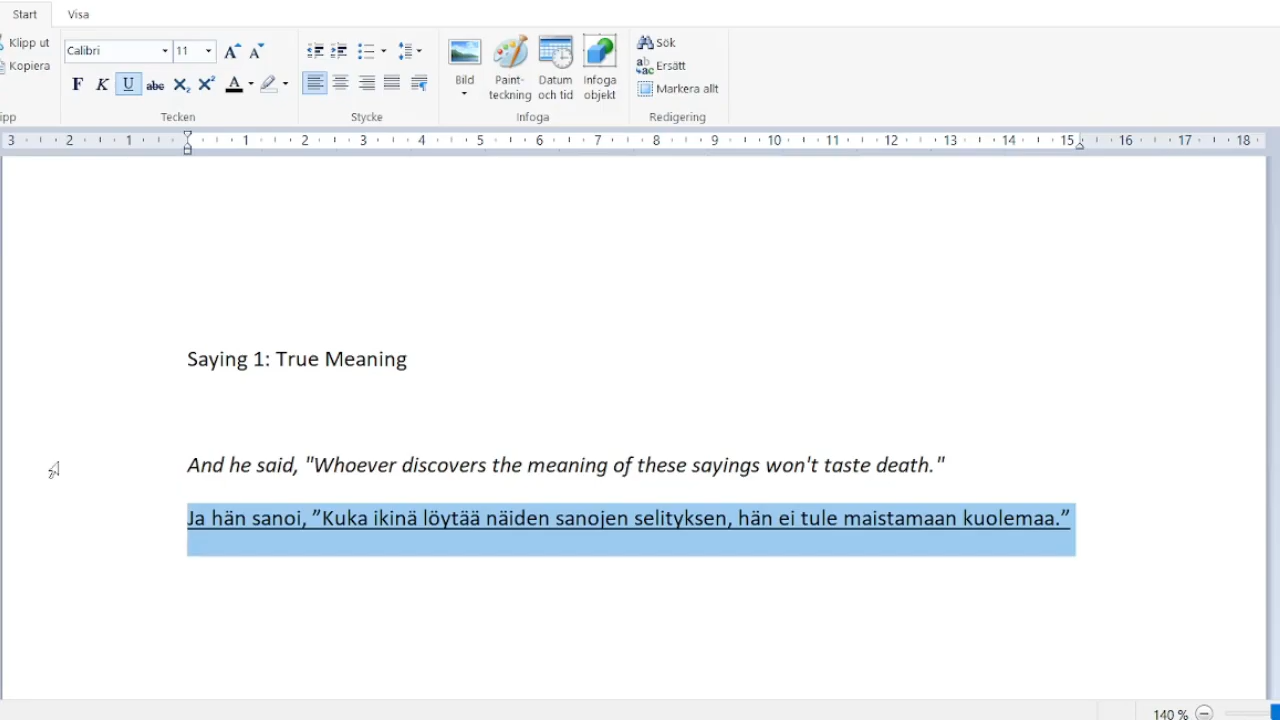 Start Visa
Klipp ut
Kopiera
Calibri 11
F K U abc X₂ X² A
Bild
Paint-
teckning
Datum
och tid
Infoga
objekt
Sök
Ersätt
Markera allt
ipp Tecken Stycke Infoga Redigering
3 2 1 1 2 3 4 5 6 7 8 9 10 11 12 13 14 15 16 17 18
Saying 1: True Meaning
And he said, "Whoever discovers the meaning of these sayings won't taste death."
Ja hän sanoi, ”Kuka ikinä löytää näiden sanojen selityksen, hän ei tule maistamaan kuolemaa.”
140 %